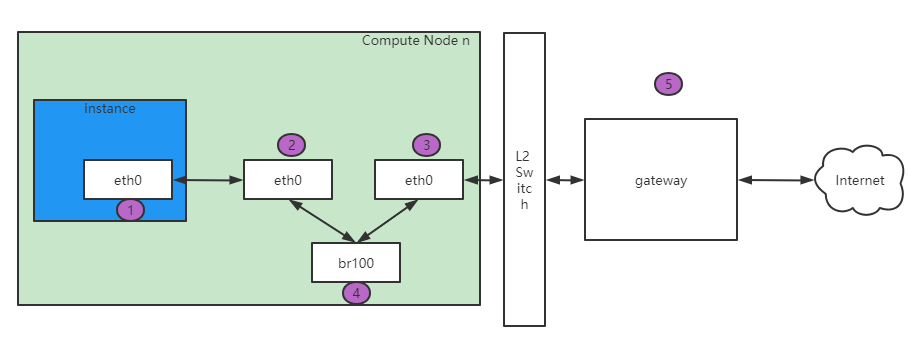 Compute Node n
instance
eth0
1
2
eth0
3
eth0
br100
4
L2
Sw
itc
h
5
gateway
Internet